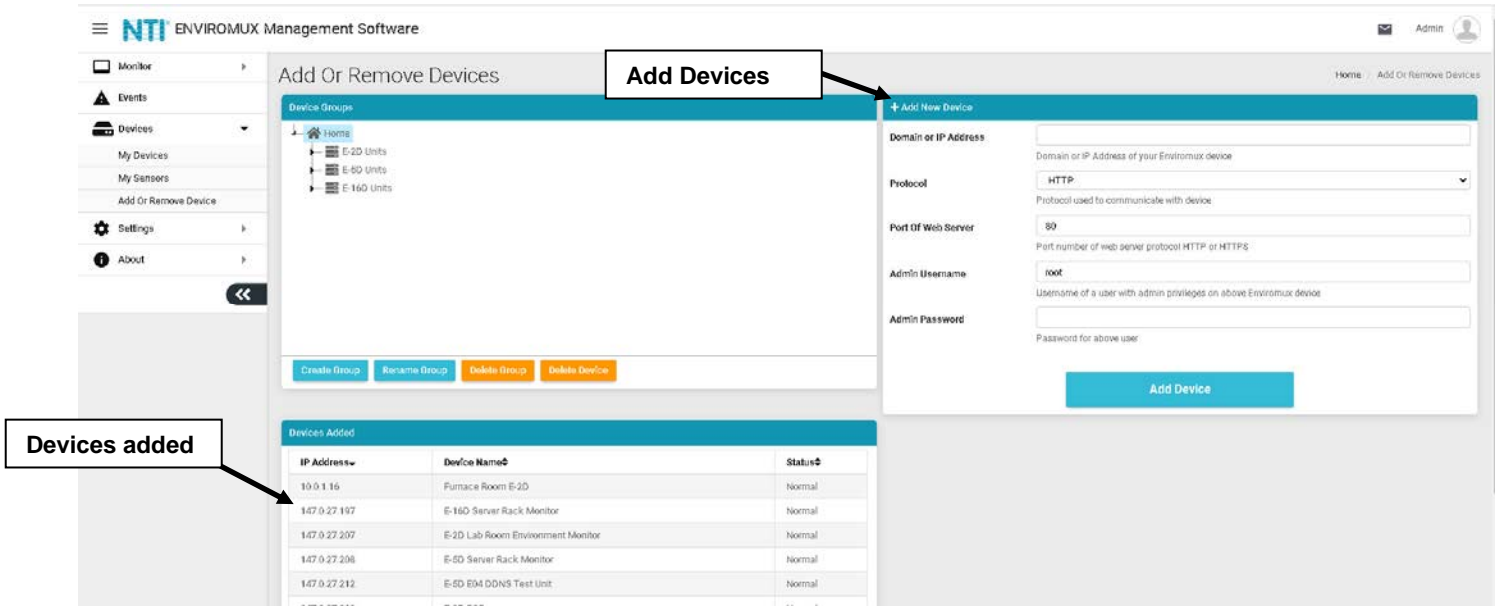 NTI ENVIROMUX Management Software
Admin
Monitor
Events
Devices
My Devices
My Sensors
Add Or Remove Device
Settings
About
Add Or Remove Devices
Add Devices
Home / Add Or Remove Devices
Device Groups
Home
E-2D Units
E-5D Units
E-16D Units
Create Group
Rename Group
Delete Group
Delete Device
+ Add New Device
Domain or IP Address
Domain or IP Address of your Enviromux device
Protocol
HTTP
Protocol used to communicate with device
Port Of Web Server
80
Port number of web server protocol HTTP or HTTPS
Admin Username
root
Username of a user with admin privileges on above Enviromux device
Admin Password
Password for above user
Add Device
Devices added
Devices Added
IP Address Device Name Status
10.0.1.16 Furnace Room E-2D Normal
147.0.27.197 E-16D Server Rack Monitor Normal
147.0.27.207 E-2D Lab Room Environment Monitor Normal
147.0.27.208 E-5D Server Rack Monitor Normal
147.0.27.212 E-5D E04 DDNS Test Unit Normal